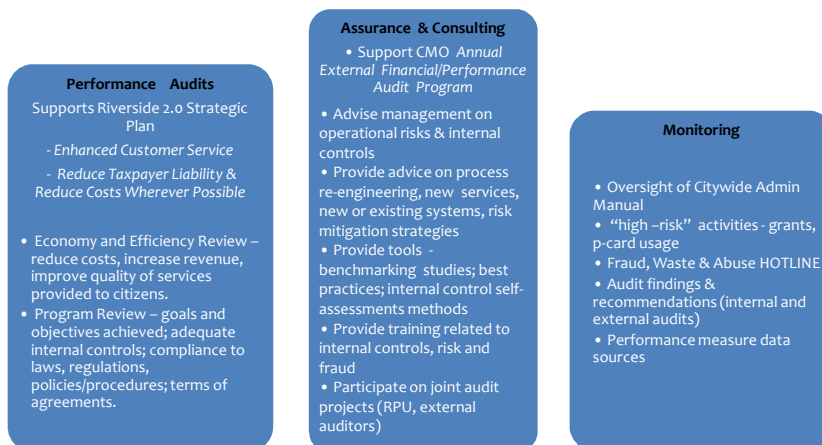 Performance Audits
Supports Riverside 2.0 Strategic
Plan
- Enhanced Customer Service
- Reduce Taxpayer Liability &
Reduce Costs Wherever Possible
• Economy and Efficiency Review –
reduce costs, increase revenue,
improve quality of services
provided to citizens.
• Program Review – goals and
objectives achieved; adequate
internal controls; compliance to
laws, regulations,
policies/procedures; terms of
agreements.
Assurance & Consulting
• Support CMO Annual
External Financial/Performance
Audit Program
• Advise management on
operational risks & internal
controls
• Provide advice on process
re-engineering, new services,
new or existing systems, risk
mitigation strategies
• Provide tools -
benchmarking studies; best
practices; internal control self-
assessments methods
• Provide training related to
internal controls, risk and
fraud
• Participate on joint audit
projects (RPU, external
auditors)
Monitoring
• Oversight of Citywide Admin
Manual
• “high –risk” activities - grants,
p-card usage
• Fraud, Waste & Abuse HOTLINE
• Audit findings &
recommendations (internal and
external audits)
• Performance measure data
sources